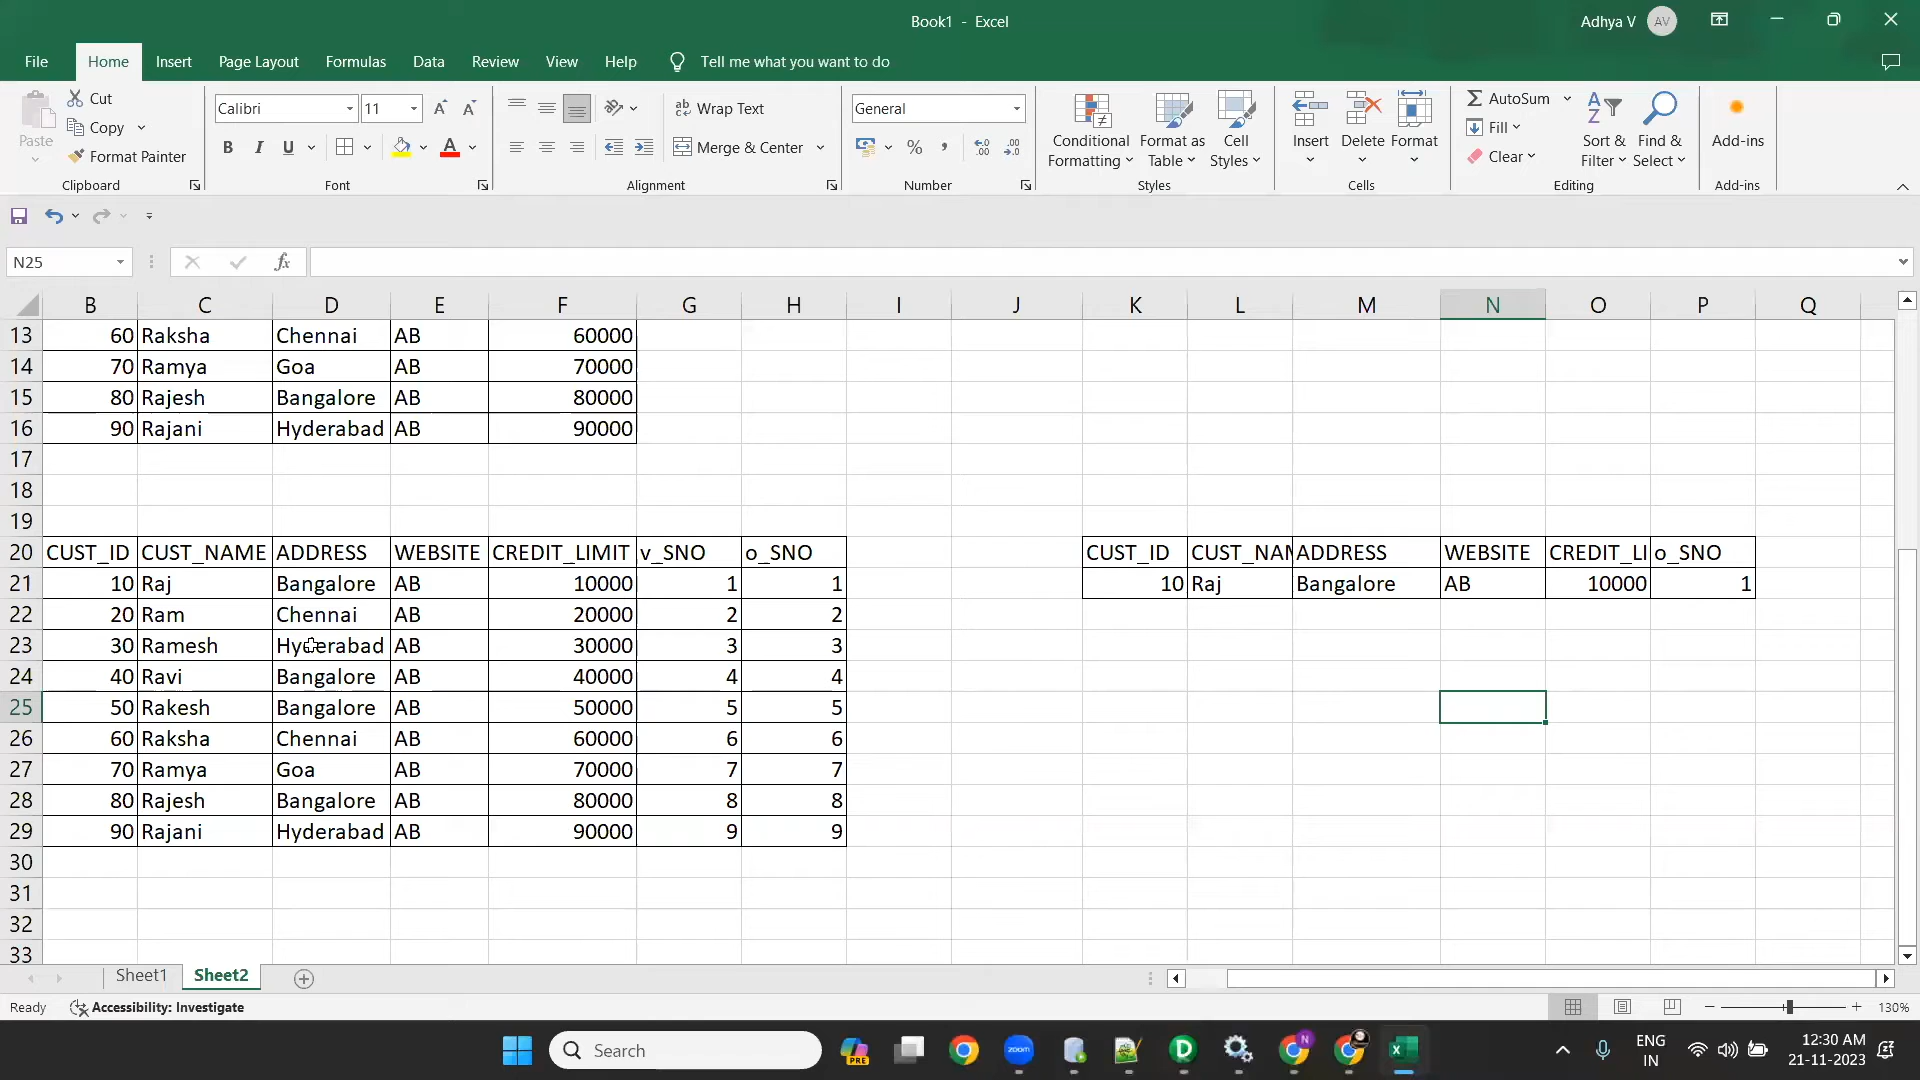 Book1 - Excel
Adhya V
AV
File Home Insert Page Layout Formulas Data Review View Help Tell me what you want to do
Paste
Cut
Copy
Format Painter
Clipboard
Calibri 11
B I U
Font
Wrap Text
Merge & Center
Alignment
General
Number
Conditional Formatting
Format as Table
Cell Styles
Styles
Insert Delete Format
Cells
AutoSum
Fill
Clear
Sort & Filter
Find & Select
Editing
Add-ins
Add-ins
N25
fx
B C D E F G H I J K L M N O P Q
13 60 Raksha Chennai AB 60000
14 70 Ramya Goa AB 70000
15 80 Rajesh Bangalore AB 80000
16 90 Rajani Hyderabad AB 90000
17
18
19
20 CUST_ID CUST_NAME ADDRESS WEBSITE CREDIT_LIMIT v_SNO o_SNO CUST_ID CUST_NAM ADDRESS WEBSITE CREDIT_LI o_SNO
21 10 Raj Bangalore AB 10000 1 1 10 Raj Bangalore AB 10000 1
22 20 Ram Chennai AB 20000 2 2
23 30 Ramesh Hyderabad AB 30000 3 3
24 40 Ravi Bangalore AB 40000 4 4
25 50 Rakesh Bangalore AB 50000 5 5
26 60 Raksha Chennai AB 60000 6 6
27 70 Ramya Goa AB 70000 7 7
28 80 Rajesh Bangalore AB 80000 8 8
29 90 Rajani Hyderabad AB 90000 9 9
30
31
32
33
Sheet1 Sheet2
Ready Accessibility: Investigate
130%
Search
PRE
zoom
ENG
IN
12:30 AM
21-11-2023